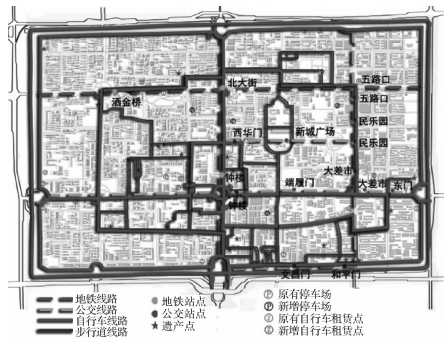 北大街
五路口
五路口
洒金桥
民乐园
西华门
新城广场
民乐园
大差市
钟楼
端履门
大差市
东门
钟楼
文昌门
和平门
地铁线路
公交线路
自行车线路
步行道线路
地铁站点
公交站点
遗产点
P 原有停车场
P 新增停车场
② 原有自行车租赁点
② 新增自行车租赁点